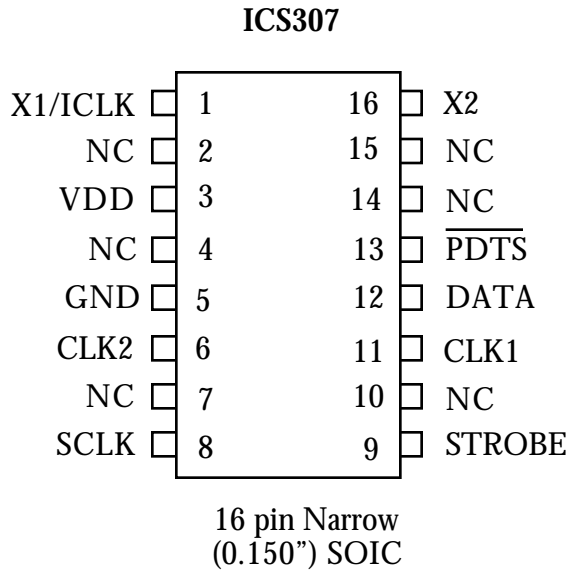 ICS307
X1/ICLK 1 16 X2
NC 2 15 NC
VDD 3 14 NC
NC 4 13 PDTS
GND 5 12 DATA
CLK2 6 11 CLK1
NC 7 10 NC
SCLK 8 9 STROBE
16 pin Narrow
(0.150”) SOIC